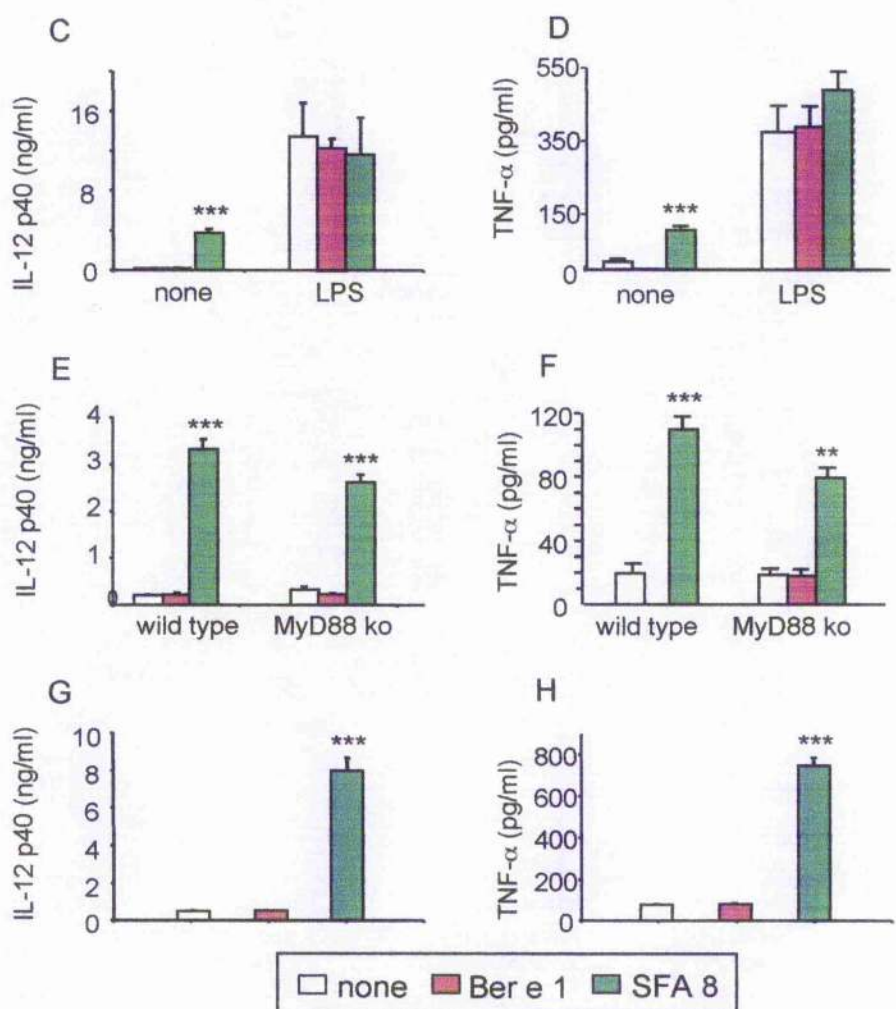 C
IL-12 p40 (ng/ml)
16
12
8
4
0
***
none
LPS
D
TNF-α (pg/ml)
550
350
150
0
***
none
LPS
E
IL-12 p40 (ng/ml)
4
3
2
1
0
***
***
wild type
MyD88 ko
F
TNF-α (pg/ml)
120
80
40
20
0
***
**
wild type
MyD88 ko
G
IL-12 p40 (ng/ml)
10
8
6
4
2
0
***
H
TNF-α (pg/ml)
800
600
400
200
0
***
none Ber e 1 SFA 8